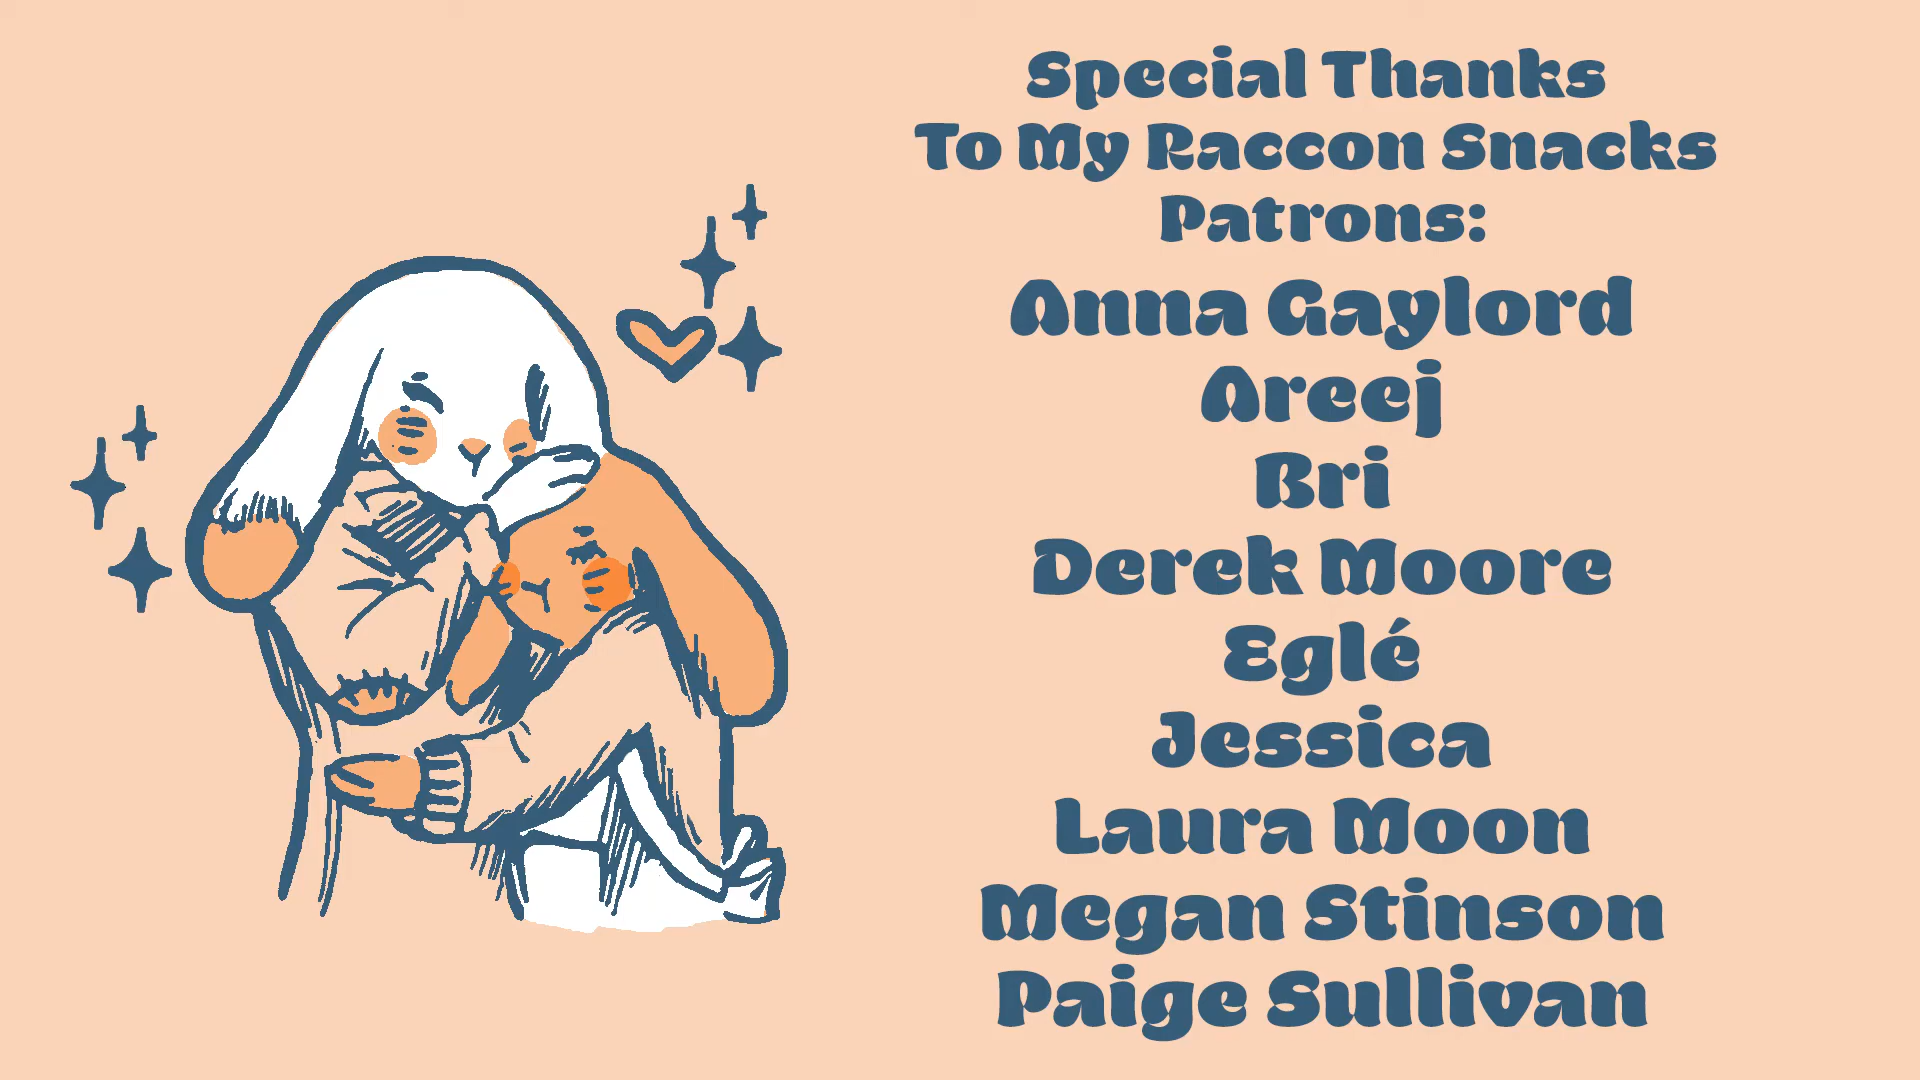 Special Thanks
To My Raccon Snacks
Patrons:
Anna Gaylord
Areej
Bri
Derek Moore
Eglé
Jessica
Laura Moon
Megan Stinson
Paige Sullivan